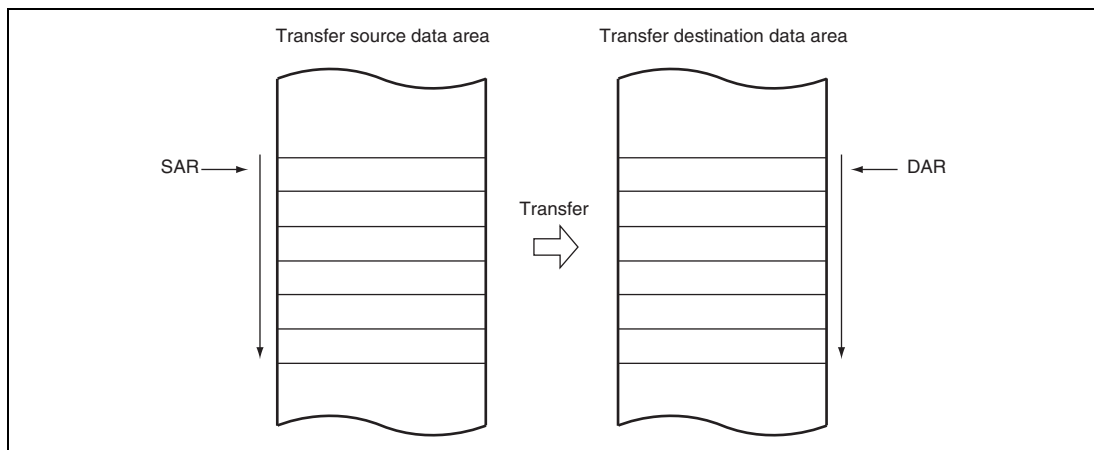 Transfer source data area
Transfer destination data area
SAR
Transfer
DAR